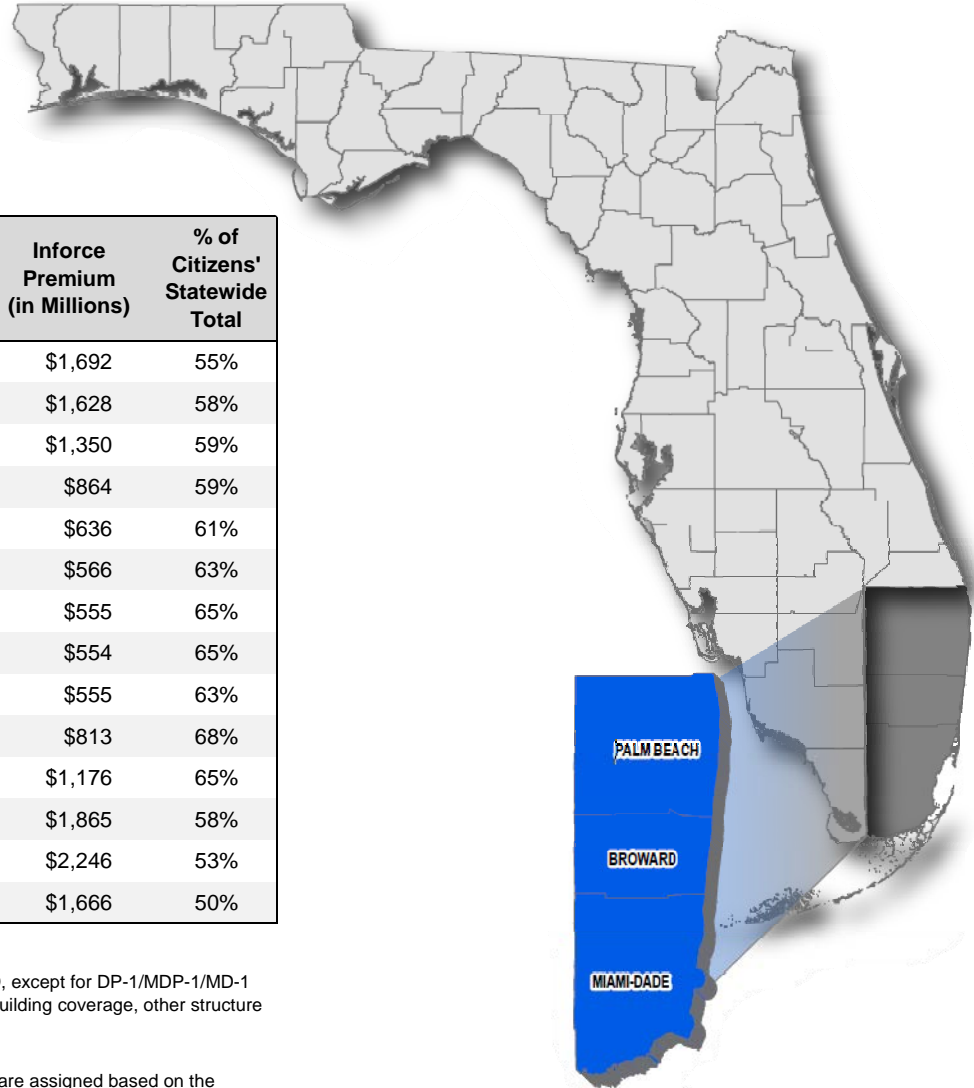 Inforce
Premium
(in Millions)
% of
Citizens'
Statewide
Total
$1,692 55%
$1,628 58%
$1,350 59%
$864 59%
$636 61%
$566 63%
$555 65%
$554 65%
$555 63%
$813 68%
$1,176 65%
$1,865 58%
$2,246 53%
$1,666 50%
, except for DP-1/MDP-1/MD-1
uilding coverage, other structure
are assigned based on the
PALM BEACH
BROWARD
MIAMI-DADE